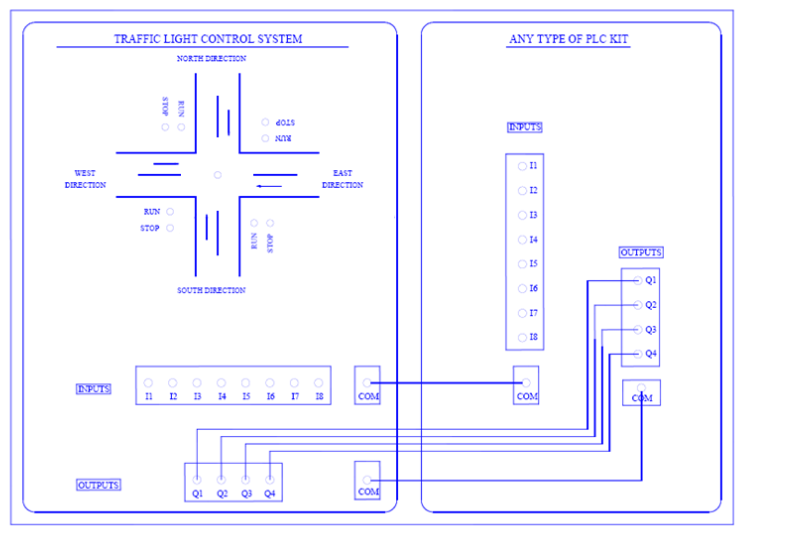 TRAFFIC LIGHT CONTROL SYSTEM
NORTH DIRECTION
STOP
RUN
STOP
RUN
WEST
DIRECTION
EAST
DIRECTION
RUN
STOP
RUN
STOP
SOUTH DIRECTION
INPUTS
I1 I2 I3 I4 I5 I6 I7 I8
COM
OUTPUTS
Q1 Q2 Q3 Q4
COM
ANY TYPE OF PLC KIT
INPUTS
I1
I2
I3
I4
I5
I6
I7
I8
COM
OUTPUTS
Q1
Q2
Q3
Q4
COM